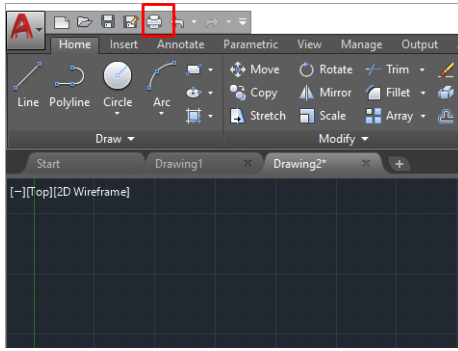 A
Home Insert Annotate Parametric View Manage Output
Line Polyline Circle Arc
Move Rotate Trim
Copy Mirror Fillet
Stretch Scale Array
Draw Modify
Start Drawing1 Drawing2* +
[−][Top][2D Wireframe]